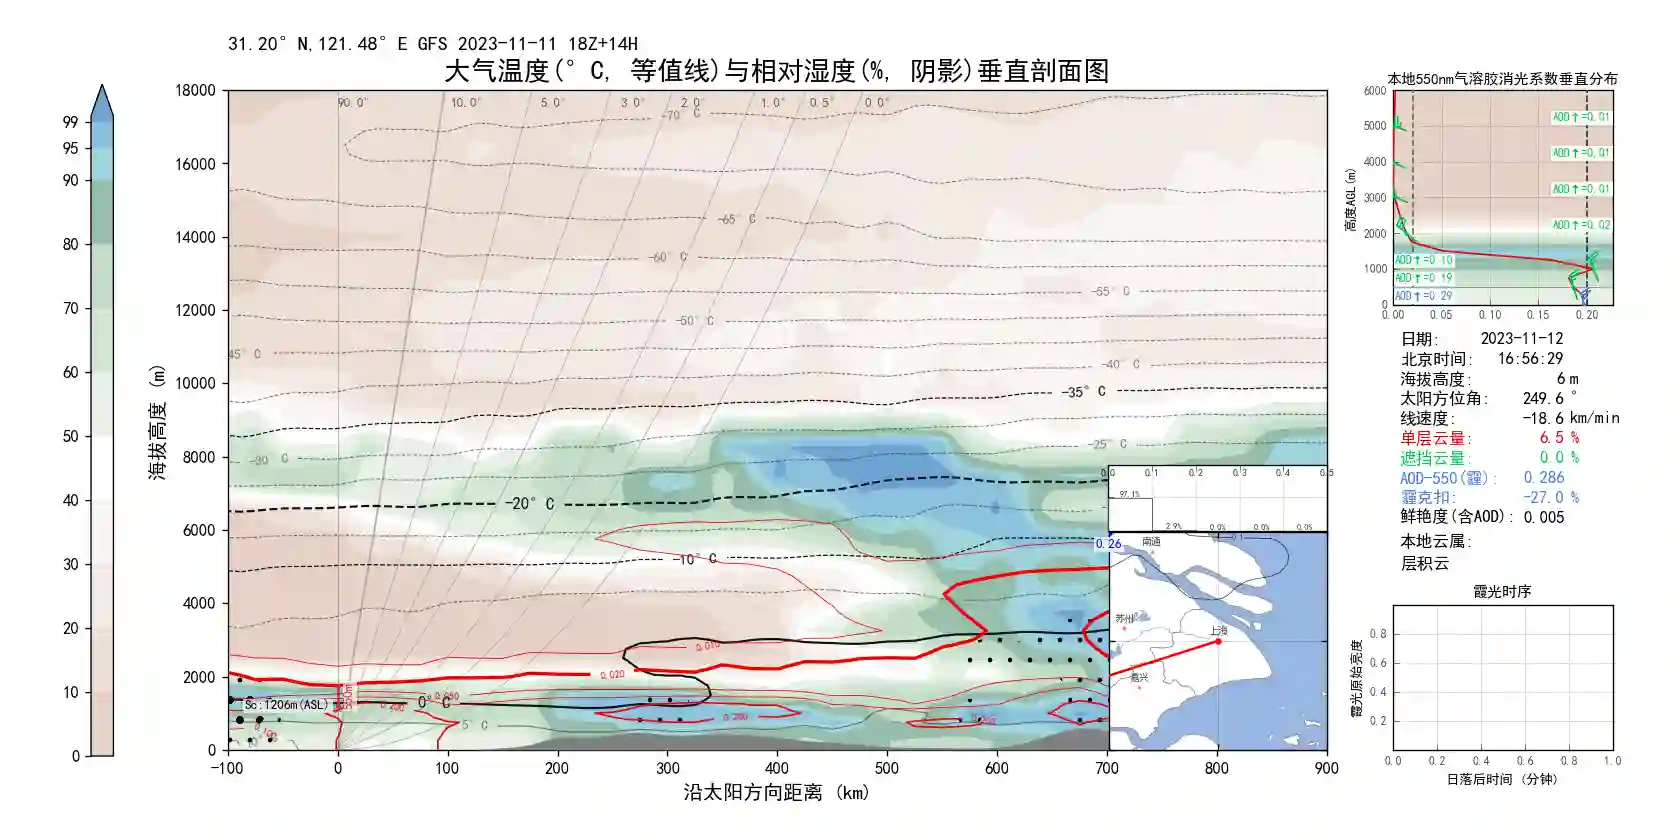 31.20° N,121.48° E GFS 2023-11-11 18Z+14H
大气温度(° C, 等值线)与相对湿度(%, 阴影)垂直剖面图
99
95
90
80
70
60
50
40
30
20
10
0
海拔高度 (m)
18000
16000
14000
12000
10000
8000
6000
4000
2000
0
90.0° 10.0° 5.0° 3.0° 2.0° 1.0° 0.5° 0.0°
-70° C
-65° C
-60° C
-55° C
-50° C
45° C
-40° C
-35° C
-30° C
-25° C
-20° C
-10° C
0.010
0.020
0.050
0.200
0° C
Sc:1206m(ASL)
0.100
0.200
5° C
10°
-100 0 100 200 300 400 500 600 700 800 900
沿太阳方向距离 (km)
0.0 0.1 0.2 0.3 0.4 0.5
97.1%
2.9% 0.0% 0.0% 0.0%
0.26
0.1
南通
苏州
上海
嘉兴
本地550nm气溶胶消光系数垂直分布
高度AGL(m)
6000
5000
4000
3000
2000
1000
0
AOD↑=0.01
AOD↑=0.01
AOD↑=0.01
AOD↑=0.02
AOD↑=0.10
AOD↑=0.19
AOD↑=0.29
0.00 0.05 0.10 0.15 0.20
日期: 2023-11-12
北京时间: 16:56:29
海拔高度: 6 m
太阳方位角: 249.6 °
线速度: -18.6 km/min
单层云量: 6.5 %
遮挡云量: 0.0 %
AOD-550(霾): 0.286
霾克扣: -27.0 %
鲜艳度(含AOD): 0.005
本地云属:
层积云
霞光时序
霞光原始亮度
0.8
0.6
0.4
0.2
0.0 0.2 0.4 0.6 0.8 1.0
日落后时间 (分钟)